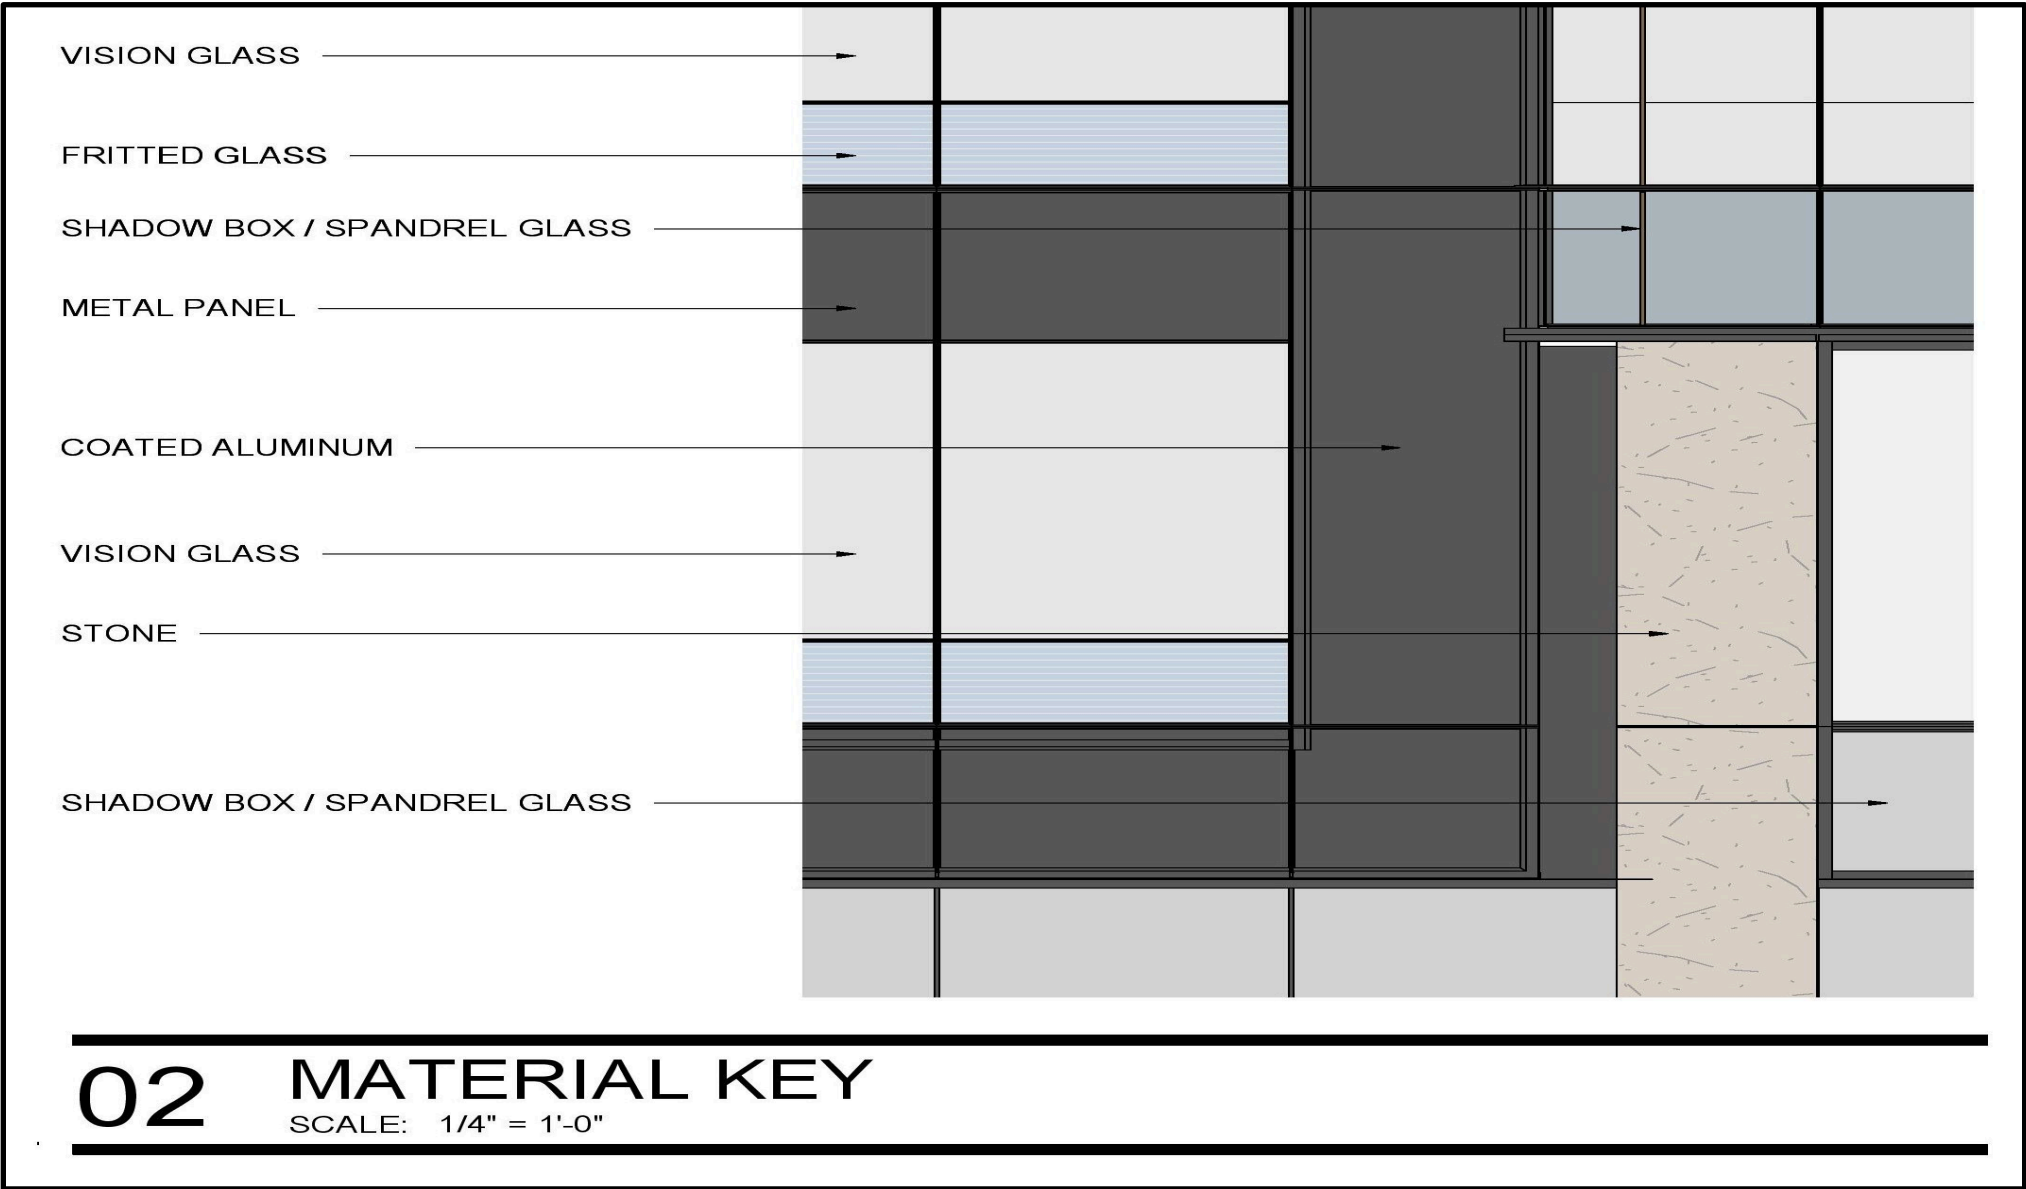 VISION GLASS
FRITTED GLASS
SHADOW BOX / SPANDREL GLASS
METAL PANEL
COATED ALUMINUM
VISION GLASS
STONE
SHADOW BOX / SPANDREL GLASS
02 MATERIAL KEY
SCALE: 1/4" = 1'-0"